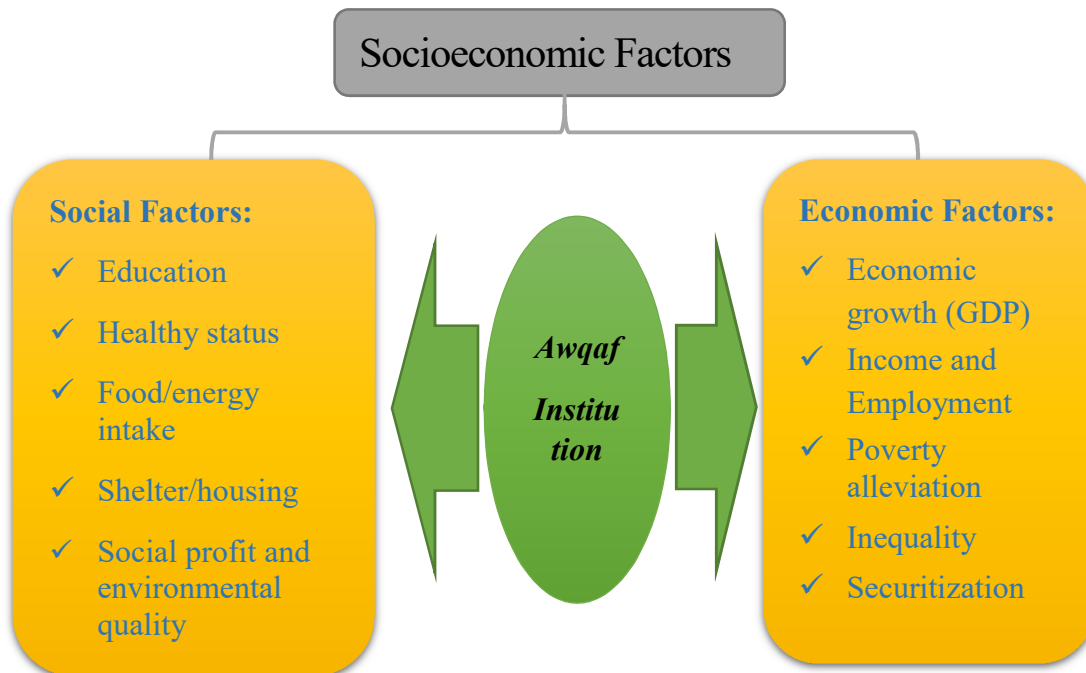 Socioeconomic Factors
Social Factors:
✓ Education
✓ Healthy status
✓ Food/energy
intake
✓ Shelter/housing
✓ Social profit and
environmental
quality
Awqaf
Institu
tion
Economic Factors:
✓ Economic
growth (GDP)
✓ Income and
Employment
✓ Poverty
alleviation
✓ Inequality
✓ Securitization